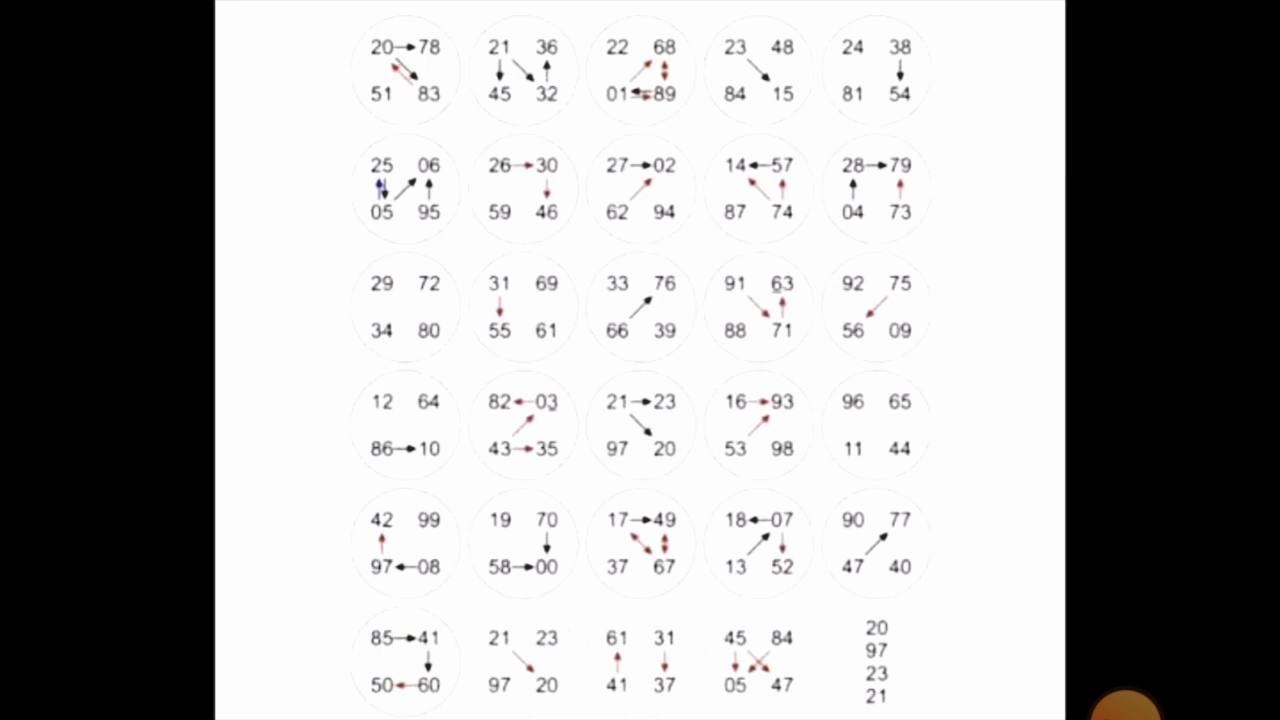 20 78 21 36 22 68 23 48 24 38
51 83 45 32 01 89 84 15 81 54
25 06 26 30 27 02 14 57 28 79
05 95 59 46 62 94 87 74 04 73
29 72 31 69 33 76 91 63 92 75
34 80 55 61 66 39 88 71 56 09
12 64 82 03 21 23 16 93 96 65
86 10 43 35 97 20 53 98 11 44
42 99 19 70 17 49 18 07 90 77
97 08 58 00 37 67 13 52 47 40
85 41 21 23 61 31 45 84
50 60 97 20 41 37 05 47
20
97
23
21